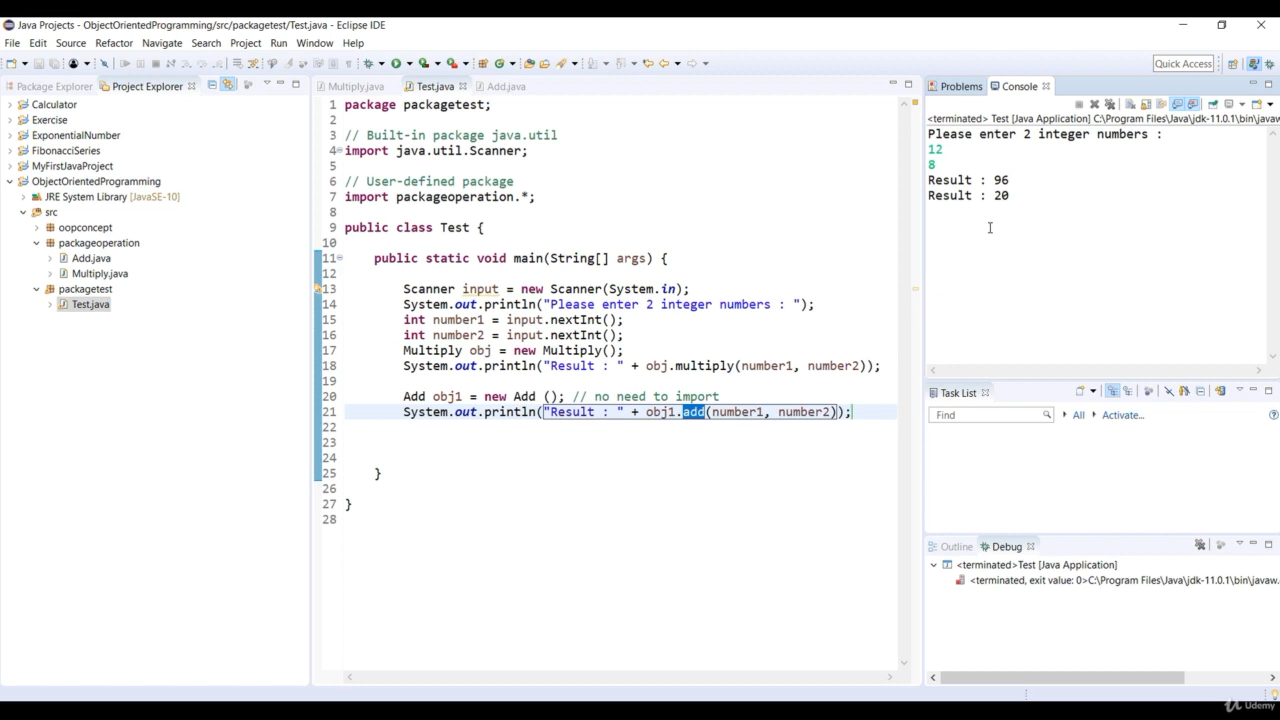 Java Projects - ObjectOrientedProgramming/src/packagetest/Test.java - Eclipse IDE
File Edit Source Refactor Navigate Search Project Run Window Help
Quick Access
Package Explorer Project Explorer
Calculator
Exercise
ExponentialNumber
FibonacciSeries
MyFirstJavaProject
ObjectOrientedProgramming
JRE System Library [JavaSE-10]
src
oopconcept
packageoperation
Add.java
Multiply.java
packagetest
Test.java
Multiply.java Test.java Add.java
1 package packagetest;
2
3 // Built-in package java.util
4 import java.util.Scanner;
5
6 // User-defined package
7 import packageoperation.*;
8
9 public class Test {
10
11 public static void main(String[] args) {
12
13 Scanner input = new Scanner(System.in);
14 System.out.println("Please enter 2 integer numbers : ");
15 int number1 = input.nextInt();
16 int number2 = input.nextInt();
17 Multiply obj = new Multiply();
18 System.out.println("Result : " + obj.multiply(number1, number2));
19
20 Add obj1 = new Add (); // no need to import
21 System.out.println("Result : " + obj1.add(number1, number2));
22
23
24
25 }
26
27 }
28
Problems Console
<terminated> Test [Java Application] C:\Program Files\Java\jdk-11.0.1\bin\javaw
Please enter 2 integer numbers :
12
8
Result : 96
Result : 20
Task List
Find All Activate...
Outline Debug
<terminated>Test [Java Application]
<terminated, exit value: 0>C:\Program Files\Java\jdk-11.0.1\bin\javaw.
Udemy